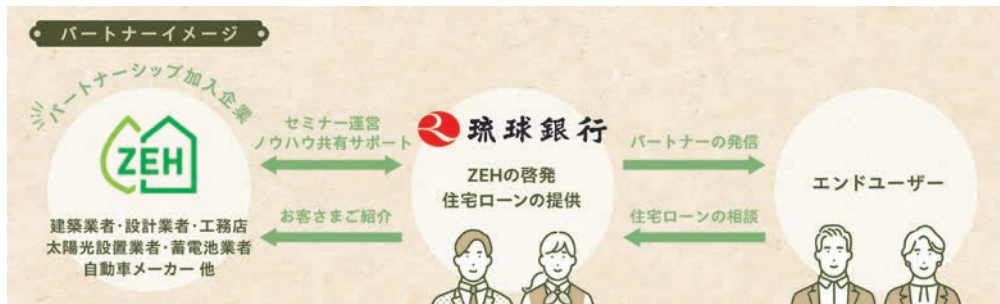 パートナーイメージ
パートナーシップ加入企業
ZEH
建築業者・設計業者・工務店
太陽光設置業者・蓄電池業者
自動車メーカー 他
セミナー運営
ノウハウ共有サポート
お客さまご紹介
琉球銀行
ZEHの啓発
住宅ローンの提供
パートナーの発信
住宅ローンの相談
エンドユーザー